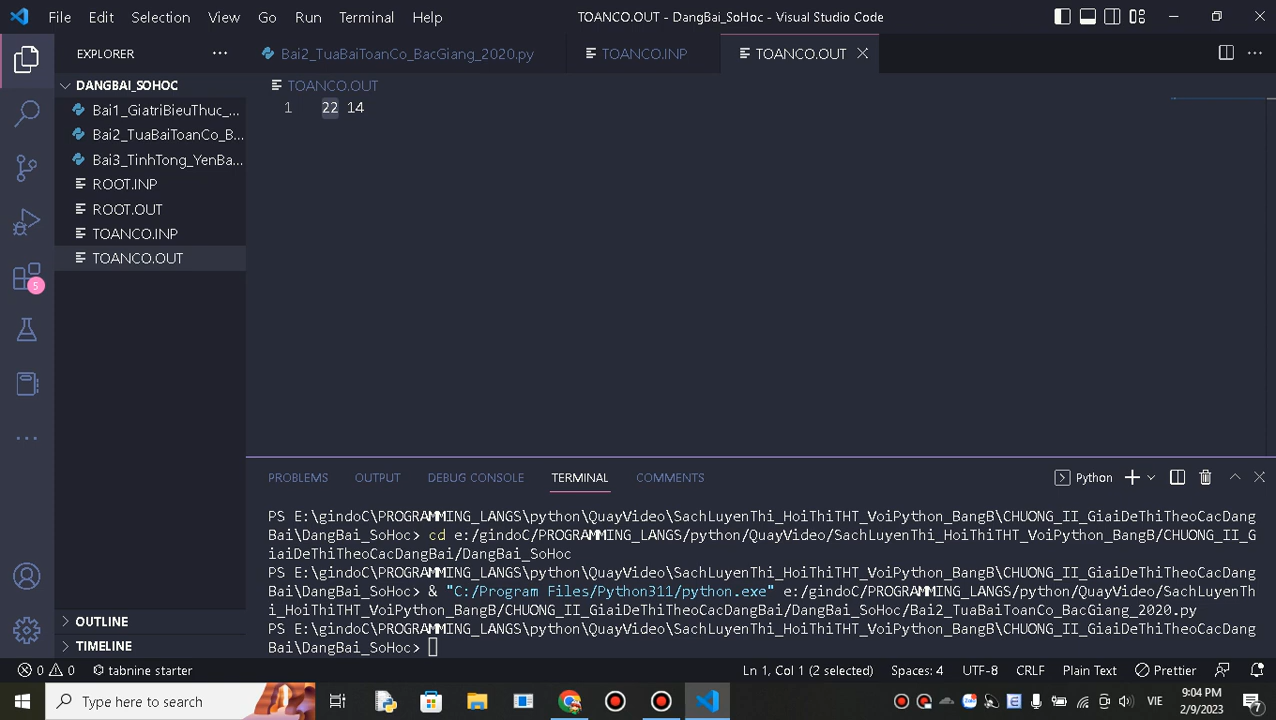 File Edit Selection View Go Run Terminal Help
TOANCO.OUT - DangBai_SoHoc - Visual Studio Code
EXPLORER ...
Bai2_TuaBaiToanCo_BacGiang_2020.py TOANCO.INP TOANCO.OUT
DANGBAI_SOHOC
Bai1_GiatriBieuThuc_...
Bai2_TuaBaiToanCo_B...
Bai3_TinhTong_YenBa...
ROOT.INP
ROOT.OUT
TOANCO.INP
TOANCO.OUT
TOANCO.OUT
1 22 14
5
OUTLINE
TIMELINE
PROBLEMS OUTPUT DEBUG CONSOLE TERMINAL COMMENTS
Python
PS E:\gindoC\PROGRAMMING_LANGS\python\QuayVideo\SachLuyenThi_HoiThiTHT_VoiPython_BangB\CHUONG_II_GiaiDeThiTheoCacDang
Bai\DangBai_SoHoc> cd e:/gindoC/PROGRAMMING_LANGS/python/QuayVideo/SachLuyenThi_HoiThiTHT_VoiPython_BangB/CHUONG_II_G
iaiDeThiTheoCacDangBai/DangBai_SoHoc
PS E:\gindoC\PROGRAMMING_LANGS\python\QuayVideo\SachLuyenThi_HoiThiTHT_VoiPython_BangB\CHUONG_II_GiaiDeThiTheoCacDang
Bai\DangBai_SoHoc> & "C:/Program Files/Python311/python.exe" e:/gindoC/PROGRAMMING_LANGS/python/QuayVideo/SachLuyenTh
i_HoiThiTHT_VoiPython_BangB/CHUONG_II_GiaiDeThiTheoCacDangBai/DangBai_SoHoc/Bai2_TuaBaiToanCo_BacGiang_2020.py
PS E:\gindoC\PROGRAMMING_LANGS\python\QuayVideo\SachLuyenThi_HoiThiTHT_VoiPython_BangB\CHUONG_II_GiaiDeThiTheoCacDang
Bai\DangBai_SoHoc>
0 0 tabnine starter
Ln 1, Col 1 (2 selected) Spaces: 4 UTF-8 CRLF Plain Text Prettier
Type here to search
VIE
9:04 PM
2/9/2023
7